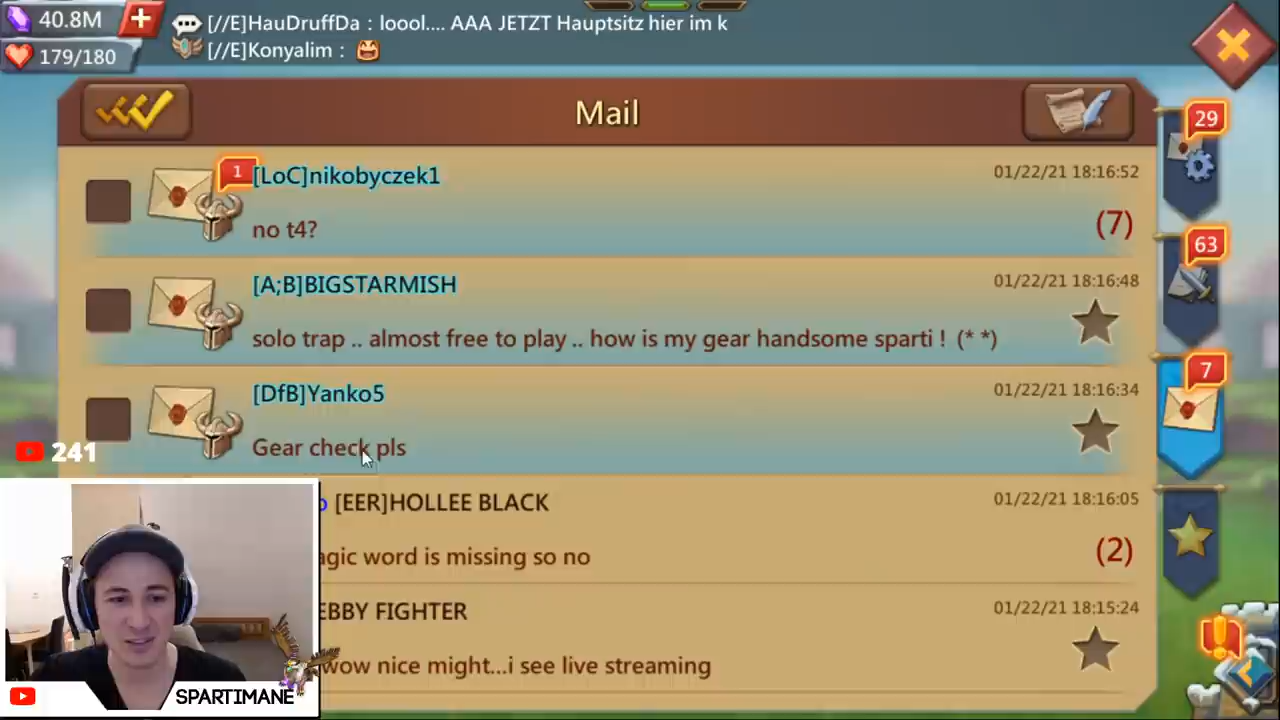 40.8M
[//E]HauDruffDa : loool.... AAA JETZT Hauptsitz hier im k
179/180
[//E]Konyalim :
Mail
29
1
[LoC]nikobyczek1
01/22/21 18:16:52
no t4?
(7)
63
[A;B]BIGSTARMISH
01/22/21 18:16:48
solo trap .. almost free to play .. how is my gear handsome sparti ! (* *)
7
[DfB]Yanko5
01/22/21 18:16:34
Gear check pls
241
[EER]HOLLEE BLACK
01/22/21 18:16:05
word is missing so no
(2)
FIGHTER
01/22/21 18:15:24
wow nice might...i see live streaming
SPARTIMANE